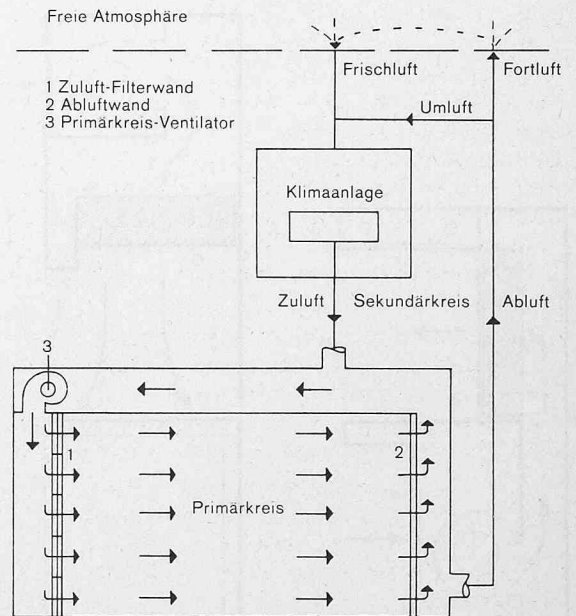 Freie Atmosphäre
Frischluft
Fortluft
1 Zuluft-Filterwand
2 Abluftwand
3 Primärkreis-Ventilator
Umluft
Klimaanlage
Zuluft
Sekundärkreis
Abluft
3
1
2
Primärkreis